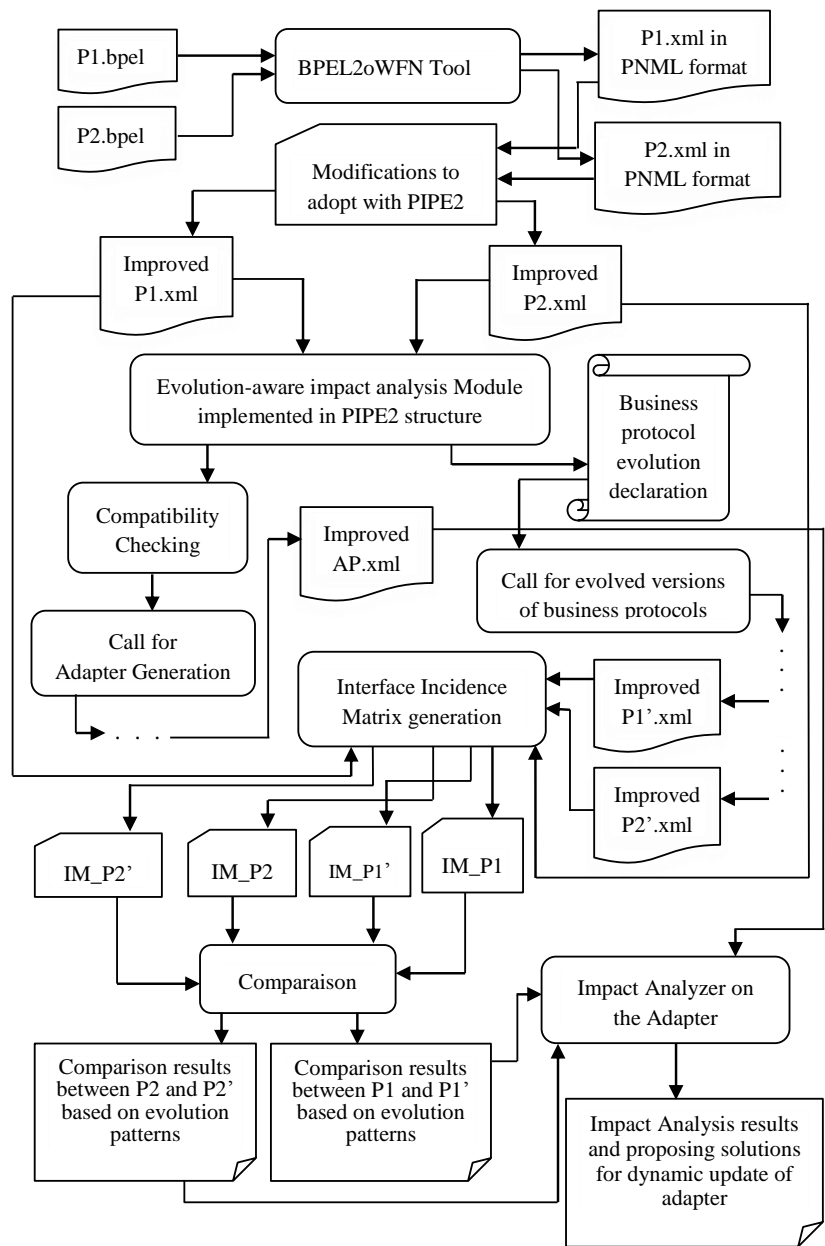 P1.bpel
BPEL2oWFN Tool
P1.xml in
PNML format
P2.bpel
P2.xml in
PNML format
Modifications to
adopt with PIPE2
Improved
P1.xml
Improved
P2.xml
Evolution-aware impact analysis Module
implemented in PIPE2 structure
Business
protocol
evolution
declaration
Compatibility
Checking
Improved
AP.xml
Call for evolved versions
of business protocols
Call for
Adapter Generation
. . .
Interface Incidence
Matrix generation
Improved
P1’.xml
Improved
P2’.xml
IM_P2’
IM_P2
IM_P1’
IM_P1
Comparaison
Impact Analyzer on
the Adapter
Comparison results
between P2 and P2’
based on evolution
patterns
Comparison results
between P1 and P1’
based on evolution
patterns
Impact Analysis results
and proposing solutions
for dynamic update of
adapter